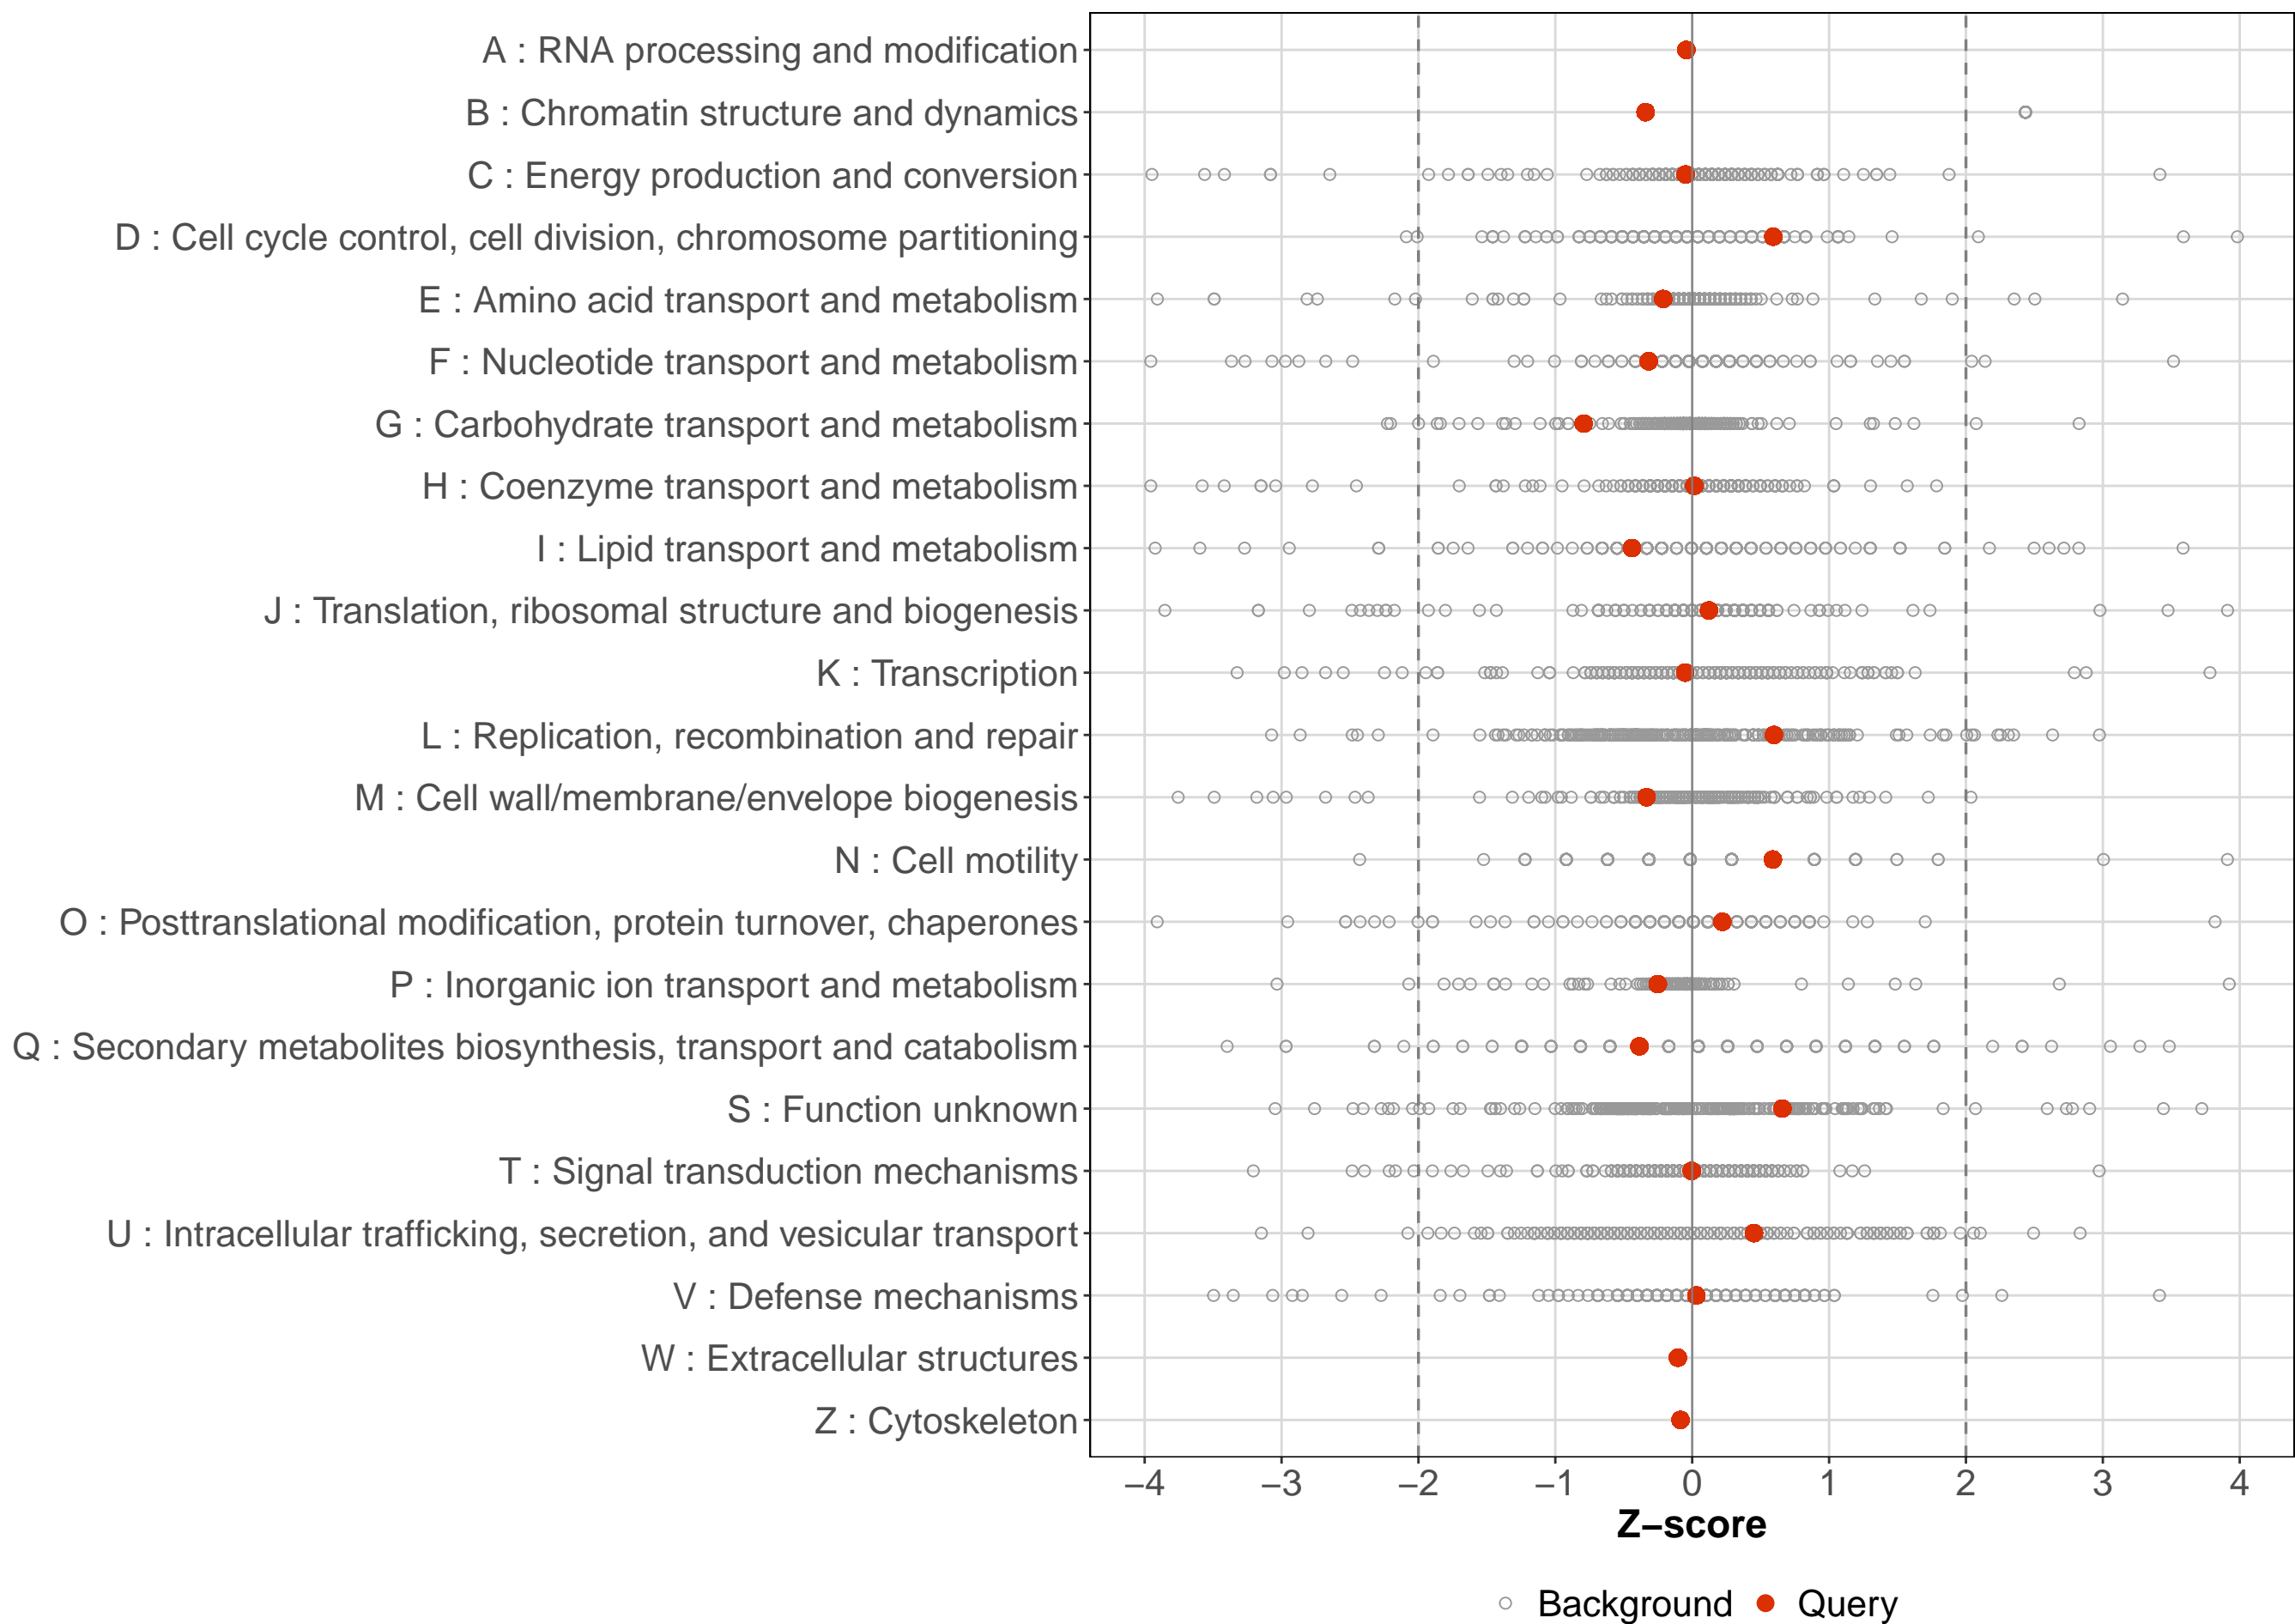 A : RNA processing and modification
B : Chromatin structure and dynamics
C : Energy production and conversion
D : Cell cycle control, cell division, chromosome partitioning
E : Amino acid transport and metabolism
F : Nucleotide transport and metabolism
G : Carbohydrate transport and metabolism
H : Coenzyme transport and metabolism
I : Lipid transport and metabolism
J : Translation, ribosomal structure and biogenesis
K : Transcription
L : Replication, recombination and repair
M : Cell wall/membrane/envelope biogenesis
N : Cell motility
O : Posttranslational modification, protein turnover, chaperones
P : Inorganic ion transport and metabolism
Q : Secondary metabolites biosynthesis, transport and catabolism
S : Function unknown
T : Signal transduction mechanisms
U : Intracellular trafficking, secretion, and vesicular transport
V : Defense mechanisms
W : Extracellular structures
Z : Cytoskeleton
−4 −3 −2 −1 0 1 2 3 4
Z−score
Background Query